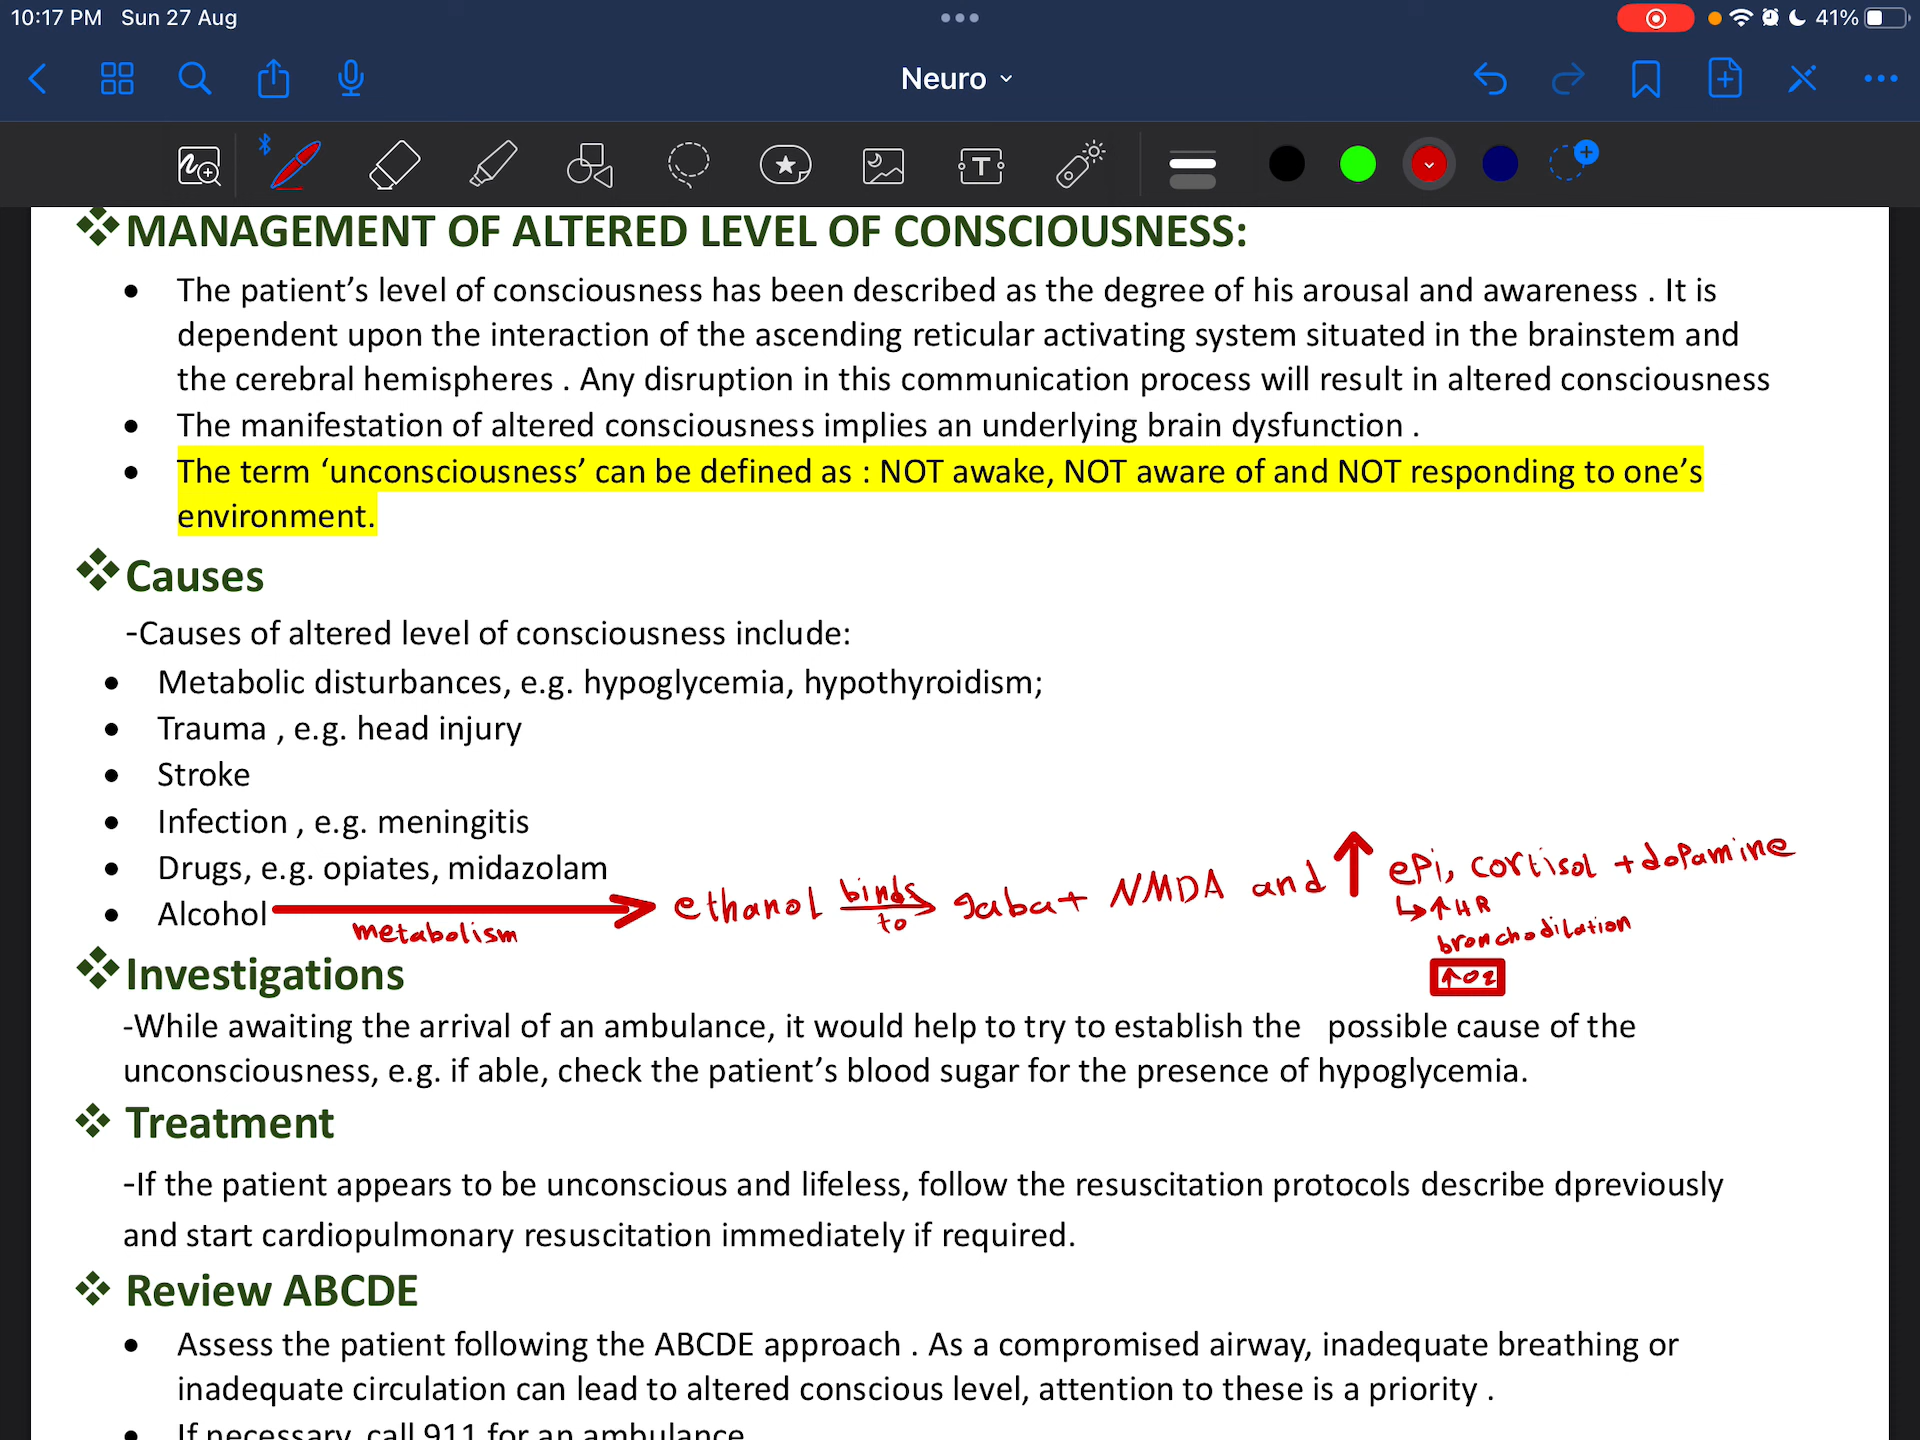 10:17 PM Sun 27 Aug
41%
Neuro
T
MANAGEMENT OF ALTERED LEVEL OF CONSCIOUSNESS:
• The patient’s level of consciousness has been described as the degree of his arousal and awareness . It is
dependent upon the interaction of the ascending reticular activating system situated in the brainstem and
the cerebral hemispheres . Any disruption in this communication process will result in altered consciousness
• The manifestation of altered consciousness implies an underlying brain dysfunction .
• The term ‘unconsciousness’ can be defined as : NOT awake, NOT aware of and NOT responding to one’s
environment.
Causes
-Causes of altered level of consciousness include:
• Metabolic disturbances, e.g. hypoglycemia, hypothyroidism;
• Trauma , e.g. head injury
• Stroke
• Infection , e.g. meningitis
• Drugs, e.g. opiates, midazolam
• Alcohol
metabolism
ethanol binds to gaba+ NMDA and ↑ epi, cortisol +dopamine
↳↑HR
bronchodilation
↑O2
Investigations
-While awaiting the arrival of an ambulance, it would help to try to establish the possible cause of the
unconsciousness, e.g. if able, check the patient’s blood sugar for the presence of hypoglycemia.
Treatment
-If the patient appears to be unconscious and lifeless, follow the resuscitation protocols describe dpreviously
and start cardiopulmonary resuscitation immediately if required.
Review ABCDE
• Assess the patient following the ABCDE approach . As a compromised airway, inadequate breathing or
inadequate circulation can lead to altered conscious level, attention to these is a priority .
• If necessary, call 911 for an ambulance